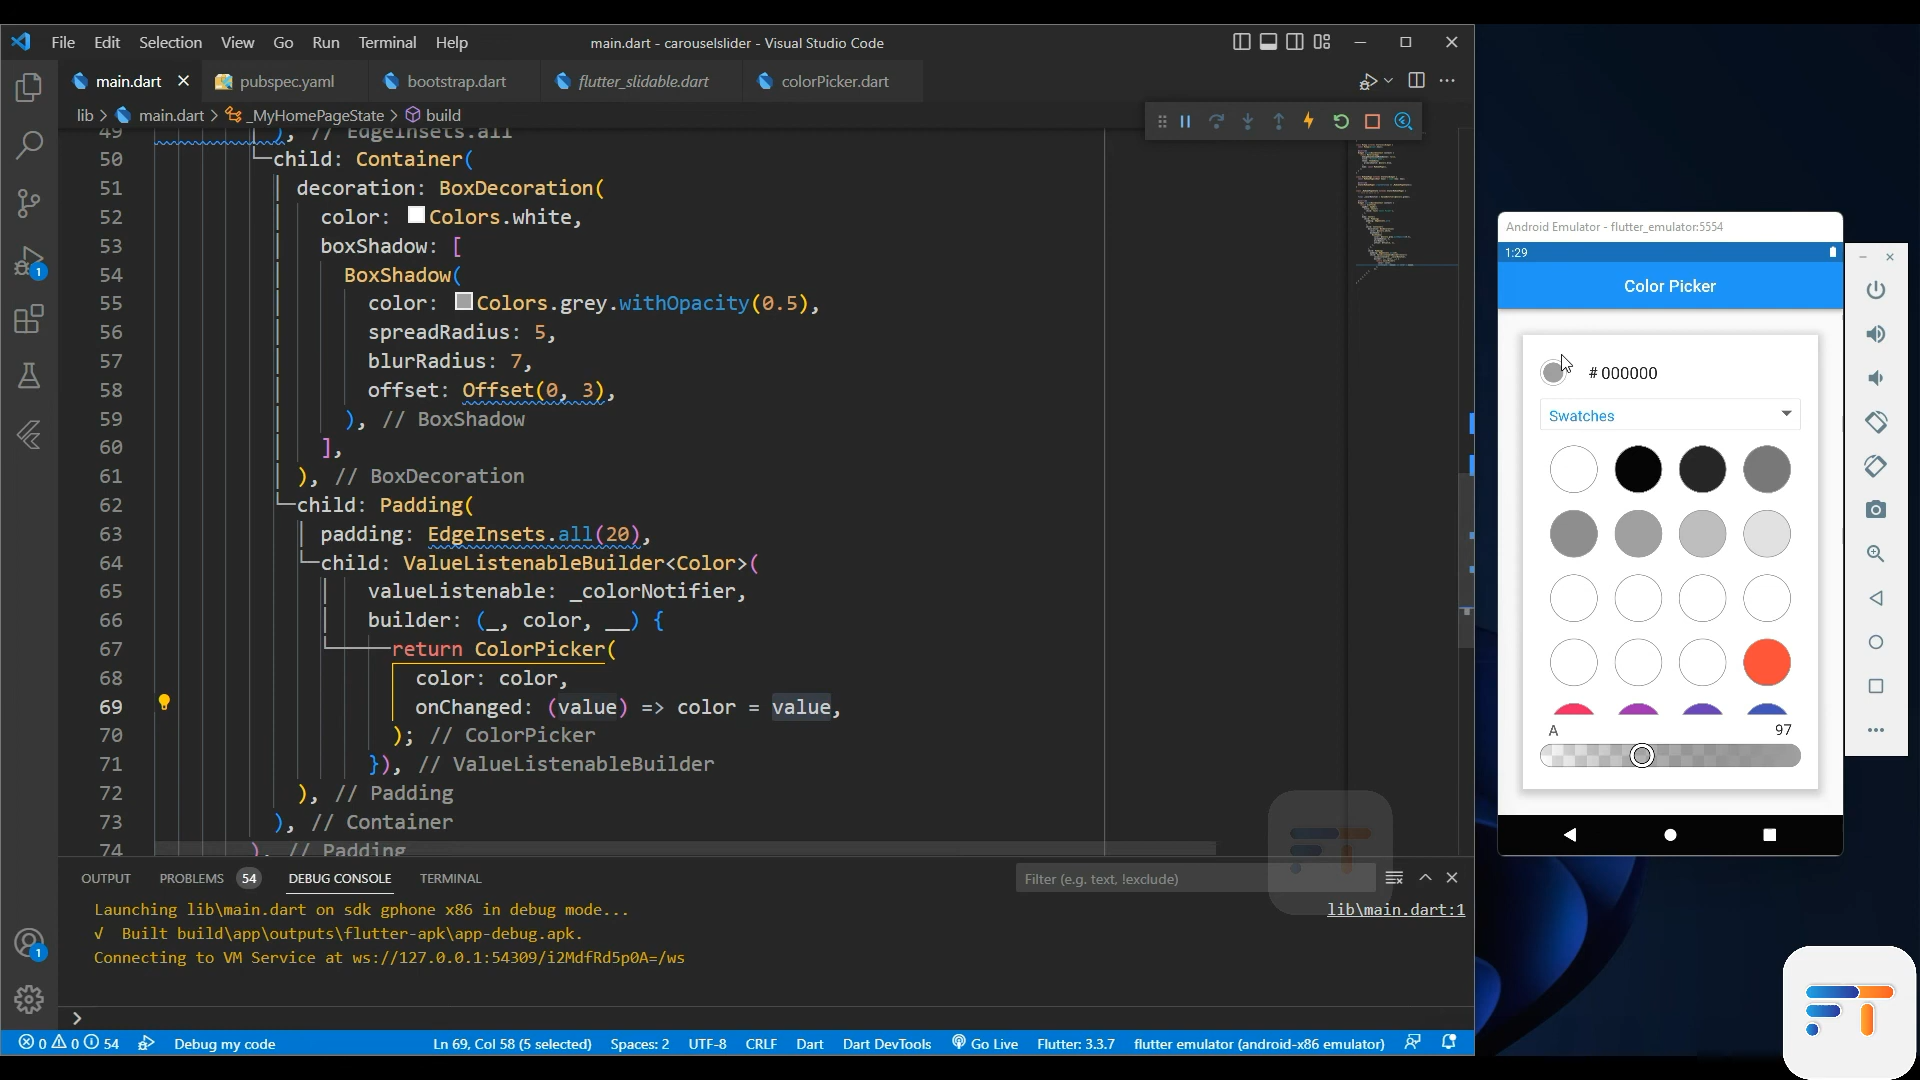 File Edit Selection View Go Run Terminal Help
main.dart - carouselslider - Visual Studio Code
main.dart
pubspec.yaml
bootstrap.dart
flutter_slidable.dart
colorPicker.dart
lib > main.dart > _MyHomePageState > build
49 ), // EdgeInsets.all
50 child: Container(
51 decoration: BoxDecoration(
52 color: Colors.white,
53 boxShadow: [
54 BoxShadow(
55 color: Colors.grey.withOpacity(0.5),
56 spreadRadius: 5,
57 blurRadius: 7,
58 offset: Offset(0, 3),
59 ), // BoxShadow
60 ],
61 ), // BoxDecoration
62 child: Padding(
63 padding: EdgeInsets.all(20),
64 child: ValueListenableBuilder<Color>(
65 valueListenable: _colorNotifier,
66 builder: (_, color, __) {
67 return ColorPicker(
68 color: color,
69 onChanged: (value) => color = value,
70 ); // ColorPicker
71 }), // ValueListenableBuilder
72 ), // Padding
73 ), // Container
74 ), // Padding
OUTPUT PROBLEMS 54 DEBUG CONSOLE TERMINAL
Filter (e.g. text, !exclude)
Launching lib\main.dart on sdk gphone x86 in debug mode...
lib\main.dart:1
√ Built build\app\outputs\flutter-apk\app-debug.apk.
Connecting to VM Service at ws://127.0.0.1:54309/i2MdfRd5p0A=/ws
1
1
0 0 54 Debug my code
Ln 69, Col 58 (5 selected) Spaces: 2 UTF-8 CRLF Dart Dart DevTools Go Live Flutter: 3.3.7 flutter emulator (android-x86 emulator)
Android Emulator - flutter_emulator:5554
1:29
Color Picker
# 000000
Swatches
A 97
FT